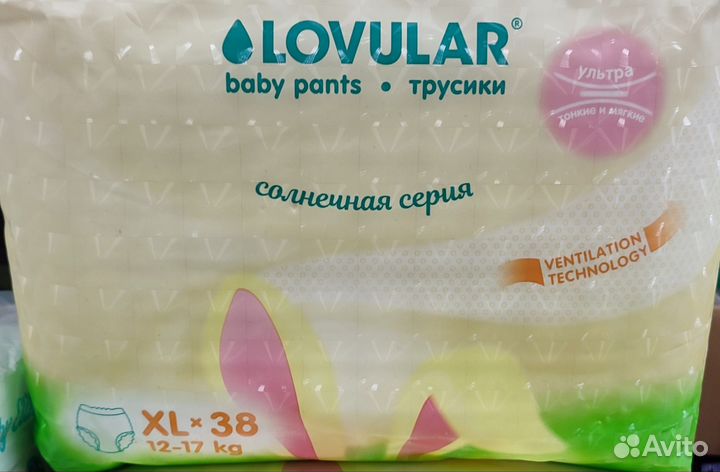 LOVULAR®
baby pants • трусики
ультра
тонкие и мягкие
солнечная серия
VENTILATION
TECHNOLOGY
XL × 38
12-17 kg
Avito